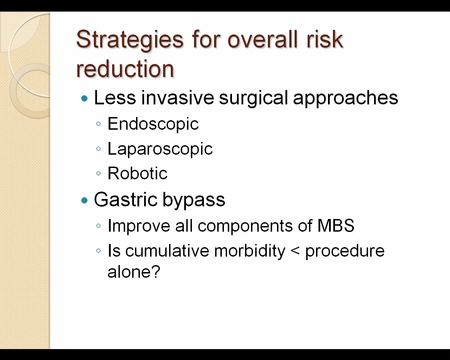 Strategies for overall risk
reduction
• Less invasive surgical approaches
◦ Endoscopic
◦ Laparoscopic
◦ Robotic
• Gastric bypass
◦ Improve all components of MBS
◦ Is cumulative morbidity < procedure
alone?